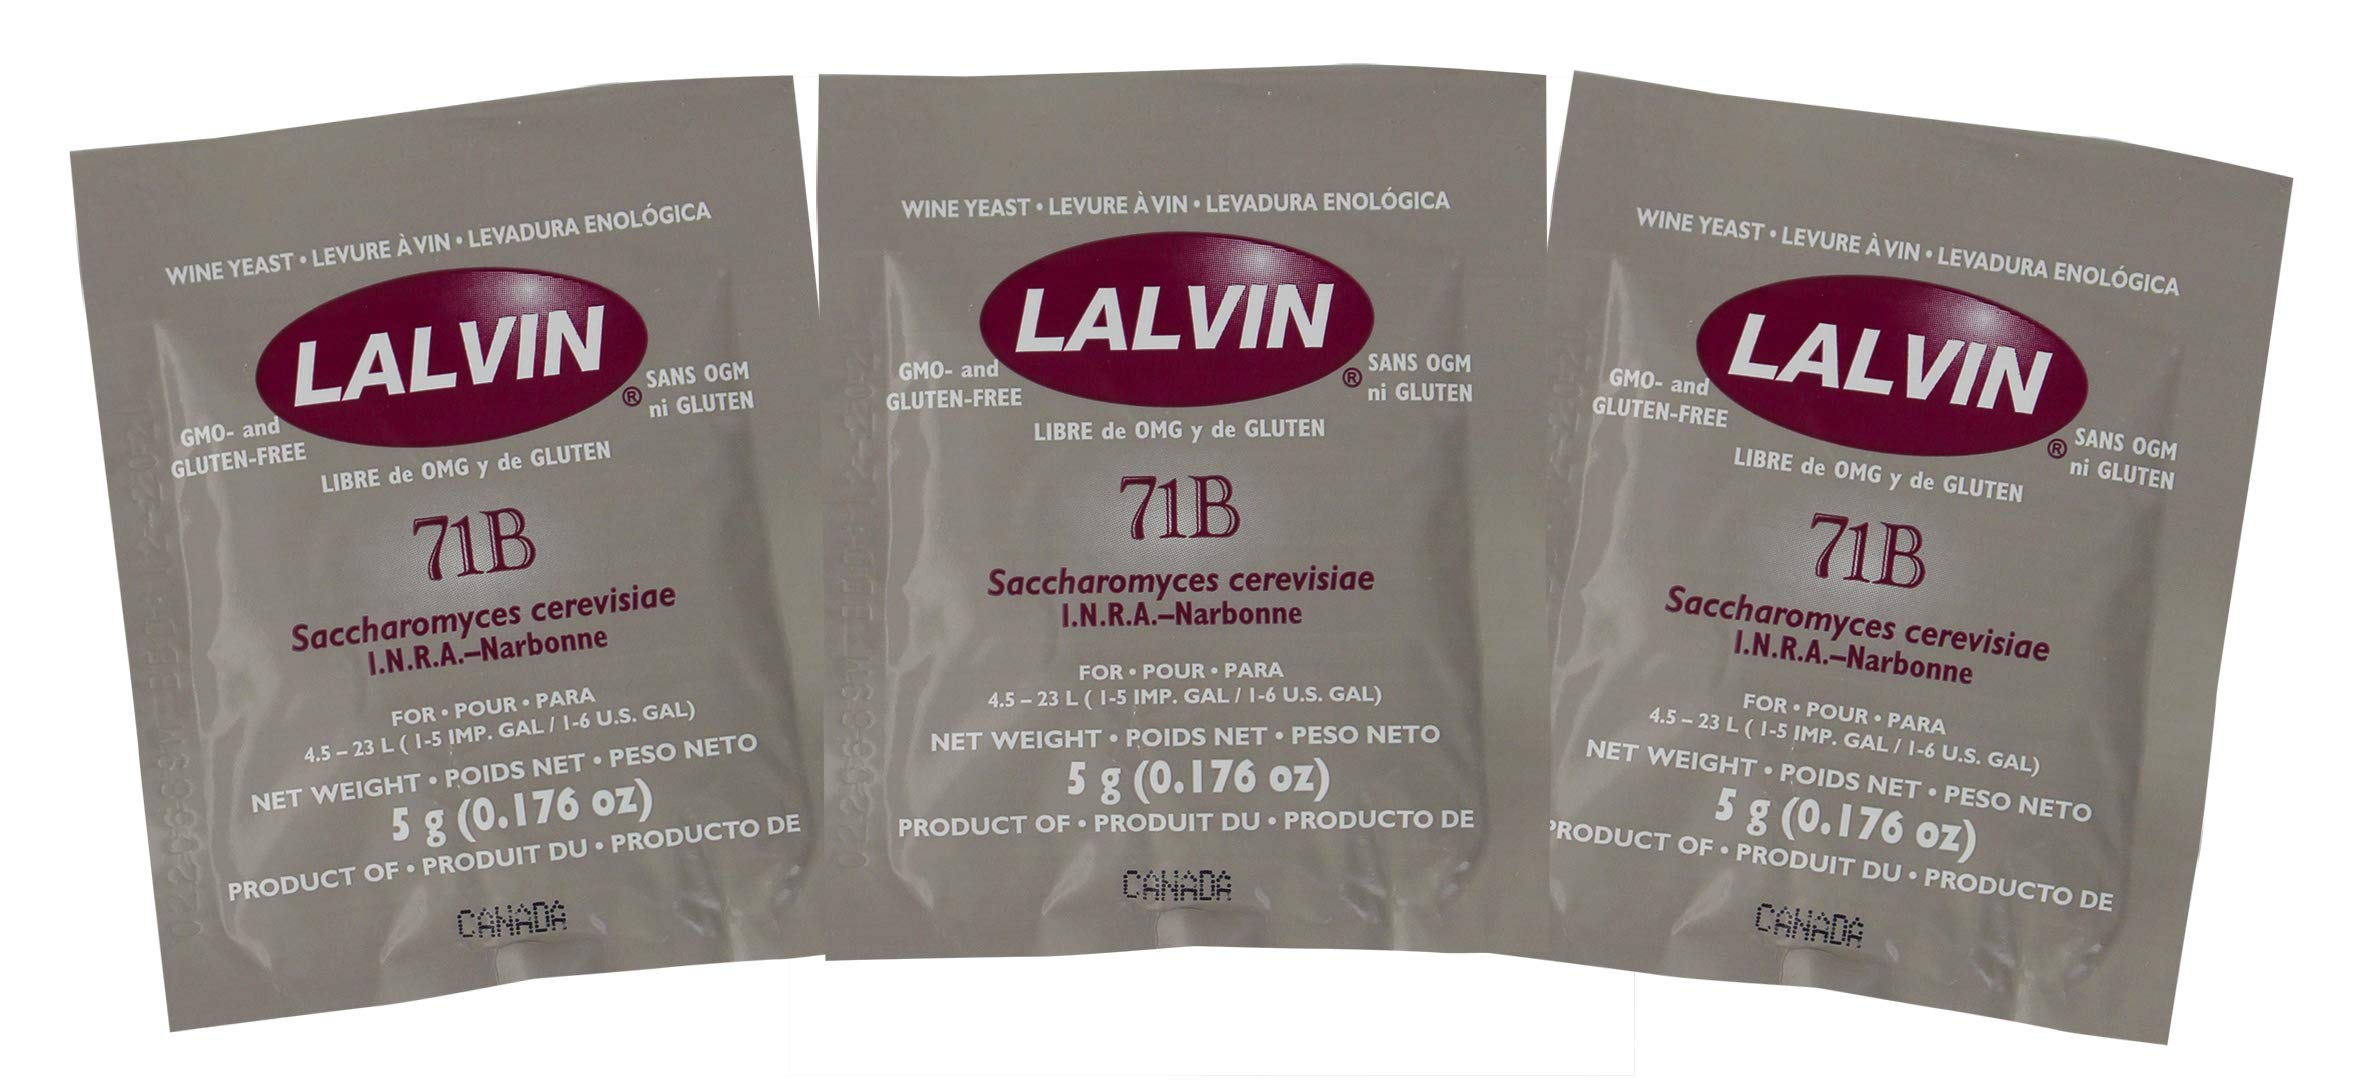 WINE YEAST • LEVURE À VIN • LEVADURA ENOLÓGICA
LALVIN®
GMO- and
GLUTEN-FREE
SANS OGM
ni GLUTEN
LIBRE de OMG y de GLUTEN
71B
Saccharomyces cerevisiae
I.N.R.A.–Narbonne
FOR • POUR • PARA
4.5 – 23 L ( 1-5 IMP. GAL / 1-6 U.S. GAL)
NET WEIGHT • POIDS NET • PESO NETO
5 g (0.176 oz)
PRODUCT OF • PRODUIT DU • PRODUCTO DE
CANADA
WINE YEAST • LEVURE À VIN • LEVADURA ENOLÓGICA
LALVIN®
GMO- and
GLUTEN-FREE
SANS OGM
ni GLUTEN
LIBRE de OMG y de GLUTEN
71B
Saccharomyces cerevisiae
I.N.R.A.–Narbonne
FOR • POUR • PARA
4.5 – 23 L ( 1-5 IMP. GAL / 1-6 U.S. GAL)
NET WEIGHT • POIDS NET • PESO NETO
5 g (0.176 oz)
PRODUCT OF • PRODUIT DU • PRODUCTO DE
CANADA
WINE YEAST • LEVURE À VIN • LEVADURA ENOLÓGICA
LALVIN®
GMO- and
GLUTEN-FREE
SANS OGM
ni GLUTEN
LIBRE de OMG y de GLUTEN
71B
Saccharomyces cerevisiae
I.N.R.A.–Narbonne
FOR • POUR • PARA
4.5 – 23 L ( 1-5 IMP. GAL / 1-6 U.S. GAL)
NET WEIGHT • POIDS NET • PESO NETO
5 g (0.176 oz)
PRODUCT OF • PRODUIT DU • PRODUCTO DE
CANADA